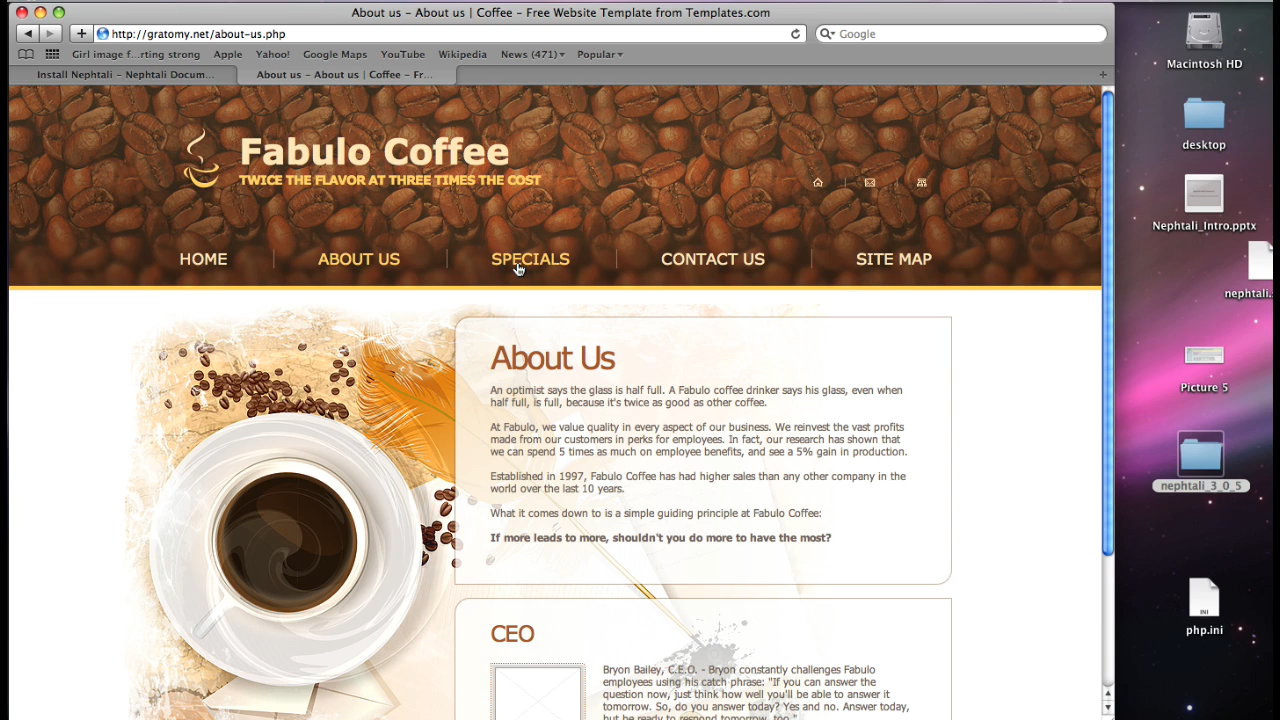 About us – About us | Coffee – Free Website Template from Templates.com
http://gratomy.net/about-us.php
Google
Girl image f...rting strong Apple Yahoo! Google Maps YouTube Wikipedia News (471) Popular
Install Nephtali – Nephtali Docum...
About us – About us | Coffee – Fr...
Fabulo Coffee
TWICE THE FLAVOR AT THREE TIMES THE COST
HOME ABOUT US SPECIALS CONTACT US SITE MAP
About Us
An optimist says the glass is half full. A Fabulo coffee drinker says his glass, even when
half full, is full, because it's twice as good as other coffee.
At Fabulo, we value quality in every aspect of our business. We reinvest the vast profits
made from our customers in perks for employees. In fact, our research has shown that
we can spend 5 times as much on employee benefits, and see a 5% gain in production.
Established in 1997, Fabulo Coffee has had higher sales than any other company in the
world over the last 10 years.
What it comes down to is a simple guiding principle at Fabulo Coffee:
If more leads to more, shouldn't you do more to have the most?
CEO
Bryon Bailey, C.E.O. - Bryon constantly challenges Fabulo
employees using his catch phrase: "If you can answer the
question now, just think how well you'll be able to answer it
tomorrow. So, do you answer today? Yes and no. Answer today,
but be ready to respond tomorrow, too."
Macintosh HD
desktop
Nephtali_Intro.pptx
nephtali.
Picture 5
nephtali_3_0_5
INI
php.ini